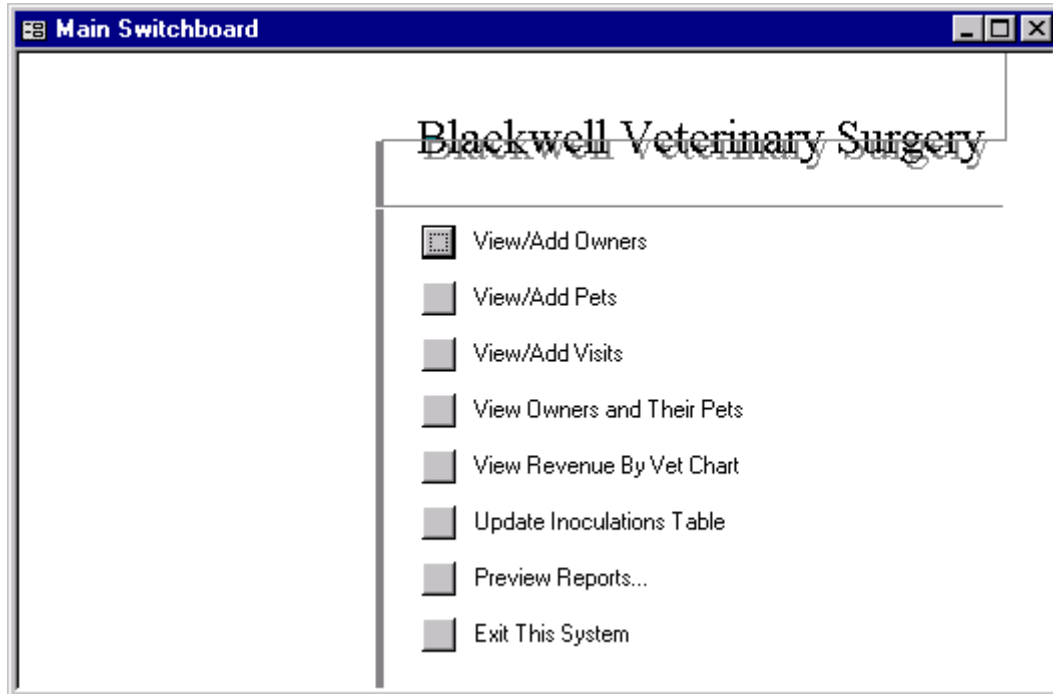 Main Switchboard
Blackwell Veterinary Surgery
View/Add Owners
View/Add Pets
View/Add Visits
View Owners and Their Pets
View Revenue By Vet Chart
Update Inoculations Table
Preview Reports...
Exit This System